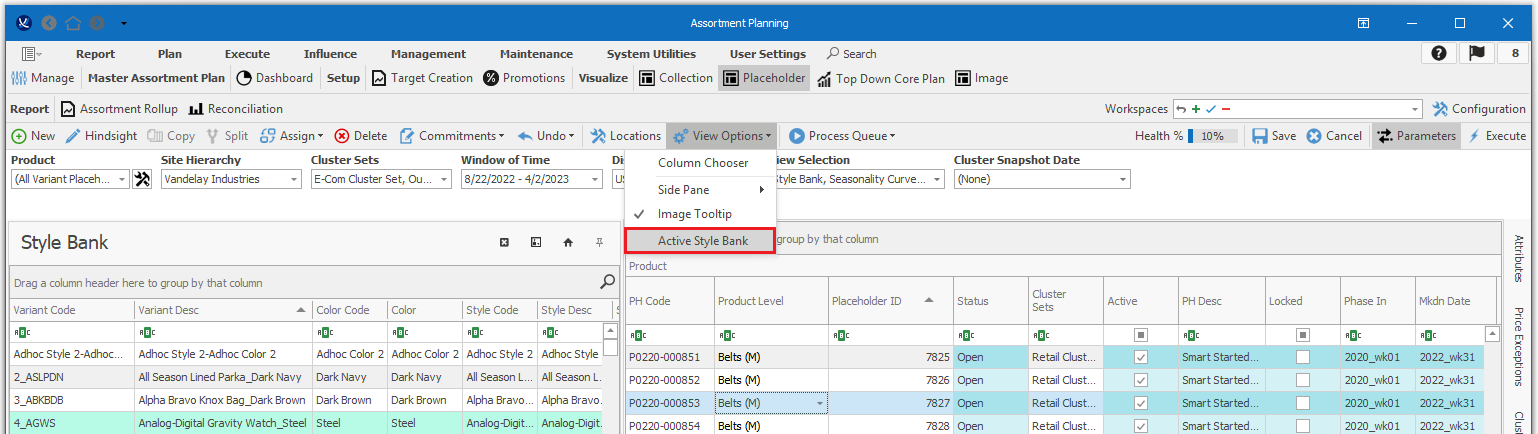 Assortment Planning
Report Plan Execute Influence Management Maintenance System Utilities User Settings Search 8
Manage Master Assortment Plan Dashboard Setup Target Creation Promotions Visualize Collection Placeholder Top Down Core Plan Image
Report Assortment Rollup Reconciliation Workspaces Configuration
New Hindsight Copy Split Assign Delete Commitments Undo Locations View Options Process Queue Health % 10% Save Cancel Parameters Execute
Product Site Hierarchy Cluster Sets Window of Time View Selection Cluster Snapshot Date
(All Variant Placeh... Vandelay Industries E-Com Cluster Set, Ou... 8/22/2022 - 4/2/2023 Style Bank, Seasonality Curve... (None)
Column Chooser
Side Pane
Image Tooltip
Active Style Bank
Style Bank
group by that column
Drag a column header here to group by that column
Product
Variant Code Variant Desc Color Code Color Style Code Style Desc S
PH Code Product Level Placeholder ID Status Cluster Sets Active PH Desc Locked Phase In Mkdn Date
Adhoc Style 2-Adhoc... Adhoc Style 2-Adhoc Color 2 Adhoc Color 2 Adhoc Color 2 Adhoc Style 2 Adhoc Style 2
2_ASLPDN All Season Lined Parka_Dark Navy Dark Navy Dark Navy All Season L... All Season L...
3_ABKBDB Alpha Bravo Knox Bag_Dark Brown Dark Brown Dark Brown Alpha Bravo... Alpha Bravo...
4_AGWS Analog-Digital Gravity Watch_Steel Steel Steel Analog-Digit... Analog-Digit...
P0220-000851 Belts (M) 7825 Open Retail Clust... Smart Started... 2020_wk01 2022_wk31
P0220-000852 Belts (M) 7826 Open Retail Clust... Smart Started... 2020_wk01 2022_wk31
P0220-000853 Belts (M) 7827 Open Retail Clust... Smart Started... 2020_wk01 2022_wk31
P0220-000854 Belts (M) 7828 Open Retail Clust... Smart Started... 2020_wk01 2022_wk31
Attributes
Price Exceptions